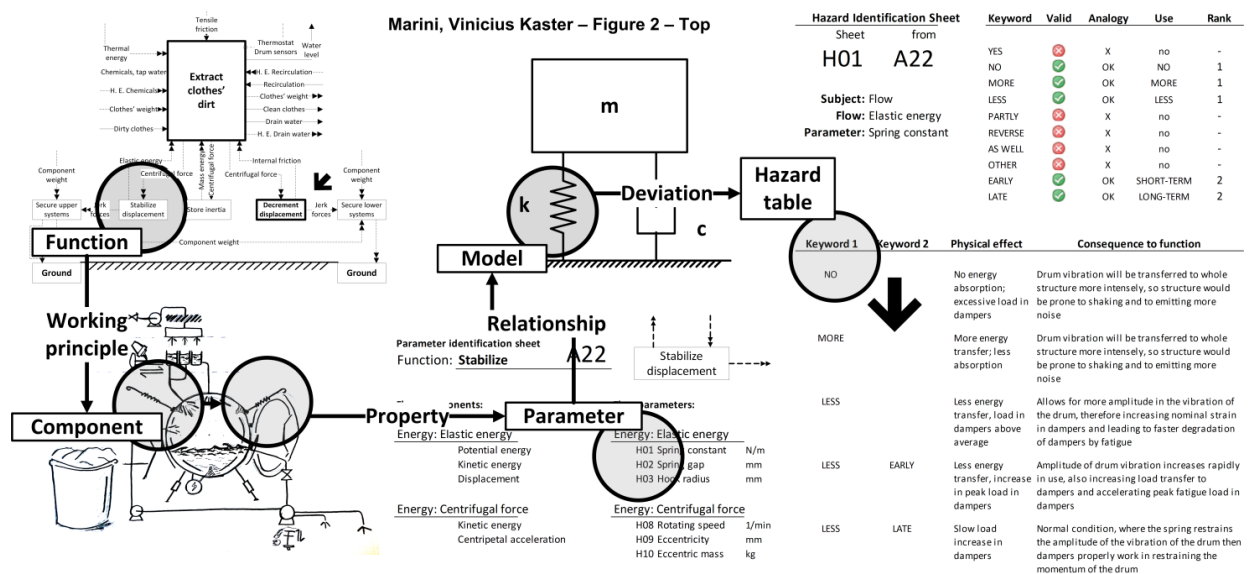 Marini, Vinicius Kaster – Figure 2 – Top
Tensile
friction
Thermal
energy
Chemicals, tap water
H. E. Chemicals
Clothes' weight
Dirty clothes
Extract
clothes'
dirt
Thermostat
Drum sensors
Water
level
H. E. Recirculation
Recirculation
Clothes' weight
Clean clothes
Drain water
H. E. Drain water
Elastic energy
Centrifugal force
Mass energy
Centrifugal force
Internal friction
Centrifugal force
Component
weight
Component
weight
Secure upper
systems
Jerk
forces
Stabilize
displacement
Store inertia
Decrement
displacement
Jerk
forces
Secure lower
systems
Component weight
Function
Ground
Ground
Working
principle
Component
Property
Parameter
Relationship
Model
m
k
c
Deviation
Hazard
table
Parameter identification sheet
Function: Stabilize
A22
Stabilize
displacement
Energy: Elastic energy
Potential energy
Kinetic energy
Displacement
Energy: Centrifugal force
Kinetic energy
Centripetal acceleration
parameters:
Energy: Elastic energy
H01 Spring constant N/m
H02 Spring gap mm
H03 Hook radius mm
Energy: Centrifugal force
H08 Rotating speed 1/min
H09 Eccentricity mm
H10 Eccentric mass kg
Hazard Identification Sheet
Sheet from
H01 A22
Subject: Flow
Flow: Elastic energy
Parameter: Spring constant
Keyword Valid Analogy Use Rank
YES X no -
NO OK NO 1
MORE OK MORE 1
LESS OK LESS 1
PARTLY X no -
REVERSE X no -
AS WELL X no -
OTHER X no -
EARLY OK SHORT-TERM 2
LATE OK LONG-TERM 2
Keyword 1 Keyword 2 Physical effect Consequence to function
NO
No energy
absorption;
excessive load in
dampers
Drum vibration will be transferred to whole
structure more intensely, so structure would
be prone to shaking and to emitting more
noise
MORE
More energy
transfer; less
absorption
Drum vibration will be transferred to whole
structure more intensely, so structure would
be prone to shaking and to emitting more
noise
LESS
Less energy
transfer, load in
dampers above
average
Allows for more amplitude in the vibration of
the drum, therefore increasing nominal strain
in dampers and leading to faster degradation
of dampers by fatigue
LESS EARLY
Less energy
transfer, increase
in peak load in
dampers
Amplitude of drum vibration increases rapidly
in use, also increasing load transfer to
dampers and accelerating peak fatigue load in
dampers
LESS LATE
Slow load
increase in
dampers
Normal condition, where the spring restrains
the amplitude of the vibration of the drum then
dampers properly work in restraining the
momentum of the drum